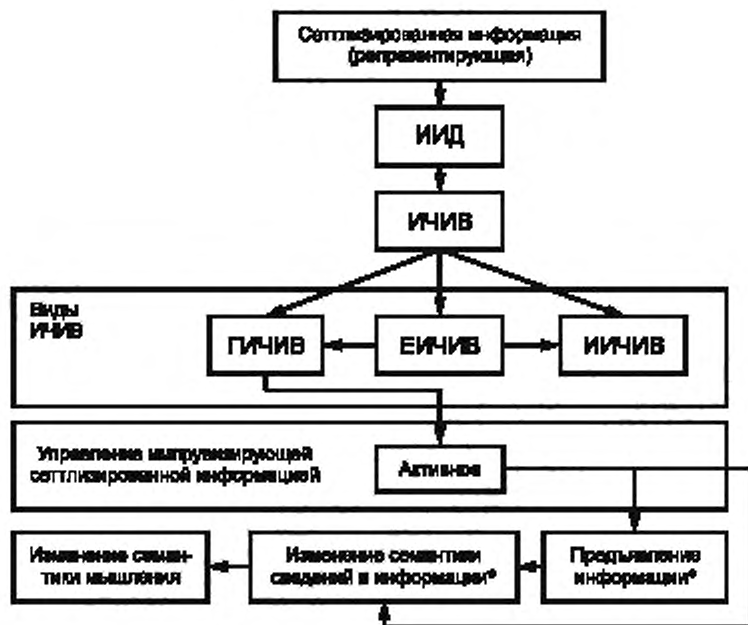 Сеттлизированная информация
(репрезентирующая)
ИИД
ИЧИВ
Виды
ИЧИВ
ГИЧИВ
ЕИЧИВ
ИИЧИВ
Управление
сеттлизированной информацией
Активное
Изменение семан-
тики мышления
Изменение семантики
сведений в информации*
Предъявление
информации*